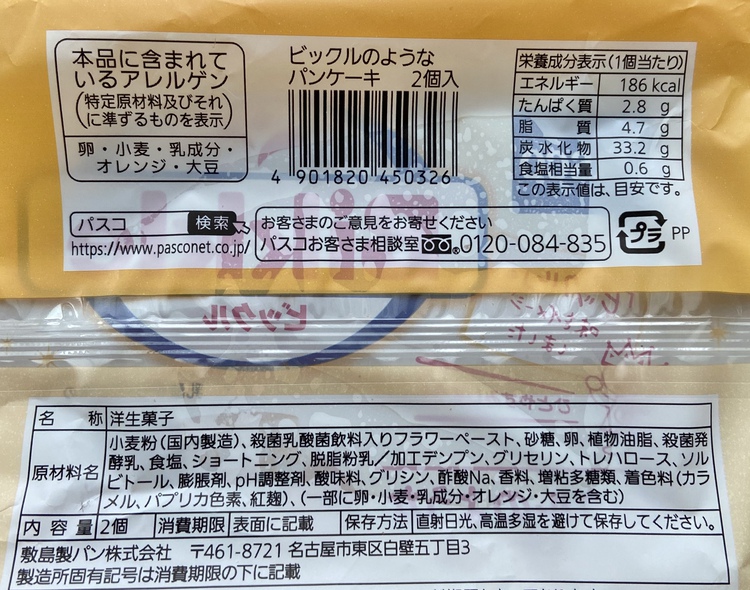 本品に含まれて
いるアレルゲン
(特定原材料及びそれ)
(に準ずるものを表示)
卵・小麦・乳成分・
オレンジ・大豆
ビックルのような
パンケーキ 2個入
4 901820 450326
栄養成分表示(1個当たり)
エネルギー 186 kcal
たんぱく質 2.8 g
脂質 4.7 g
炭水化物 33.2 g
食塩相当量 0.6 g
この表示値は、目安です。
パスコ 検索
https://www.pasconet.co.jp/
お客さまのご意見をお寄せください
パスコお客さま相談室 0120-084-835
プラ PP
ビックル
名称 洋生菓子
原材料名 小麦粉(国内製造)、殺菌乳酸菌飲料入りフラワーペースト、砂糖、卵、植物油脂、殺菌発
酵乳、食塩、ショートニング、脱脂粉乳/加工デンプン、グリセリン、トレハロース、ソル
ビトール、膨脹剤、pH調整剤、酸味料、グリシン、酢酸Na、香料、増粘多糖類、着色料(カラ
メル、パプリカ色素、紅麹)、(一部に卵・小麦・乳成分・オレンジ・大豆を含む)
内容量 2個 消費期限 表面に記載 保存方法 直射日光、高温多湿を避けて保存してください。
敷島製パン株式会社 〒461-8721 名古屋市東区白壁五丁目3
製造所固有記号は消費期限の下に記載